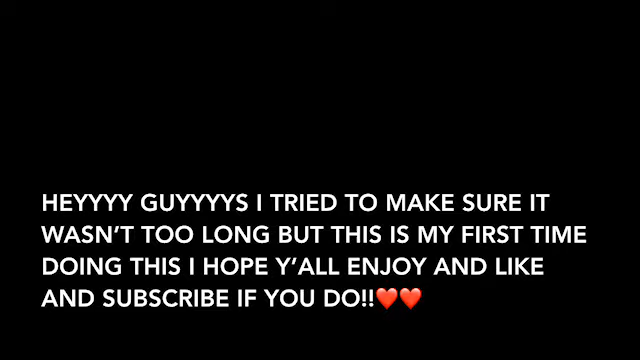 HEYYYY GUYYYYS I TRIED TO MAKE SURE IT
WASN’T TOO LONG BUT THIS IS MY FIRST TIME
DOING THIS I HOPE Y’ALL ENJOY AND LIKE
AND SUBSCRIBE IF YOU DO!!❤️❤️